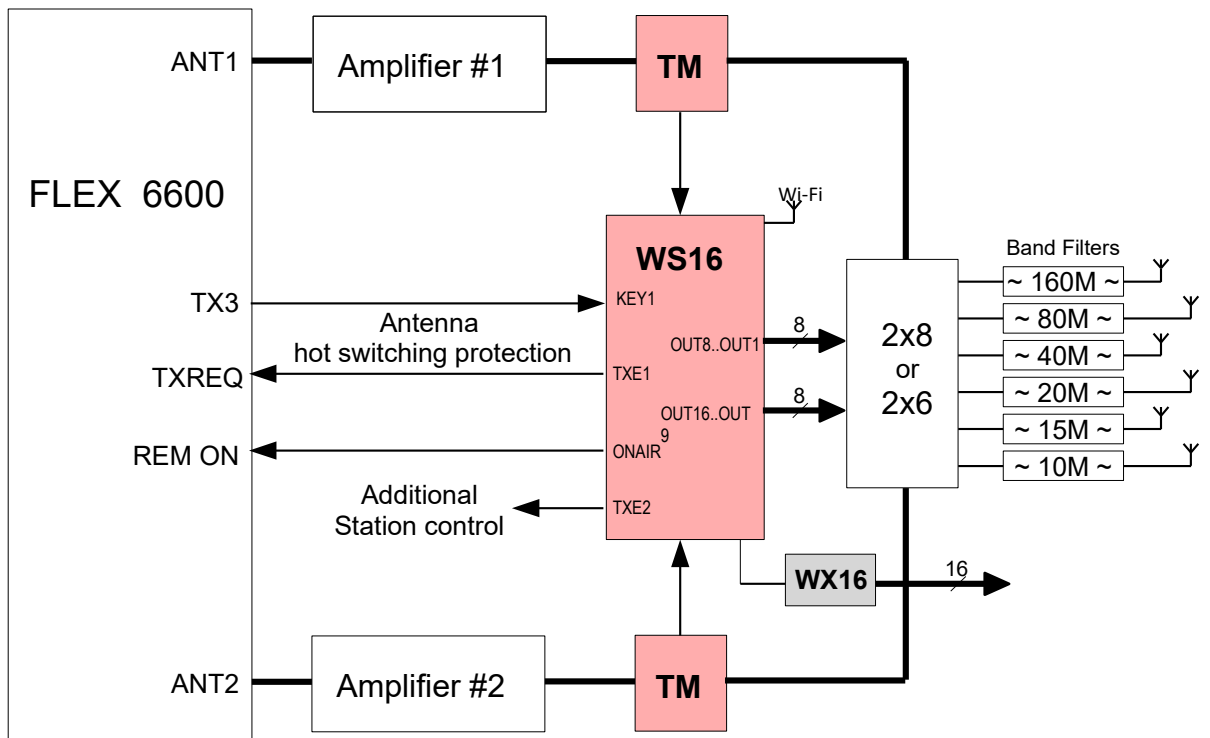 ANT1
Amplifier #1
TM
FLEX 6600
Wi-Fi
WS16
Band Filters
~ 160M ~
~ 80M ~
~ 40M ~
~ 20M ~
~ 15M ~
~ 10M ~
TX3
KEY1
Antenna
hot switching protection
OUT8..OUT1
8
2x8
or
2x6
TXREQ
TXE1
OUT16..OUT
9
8
REM ON
ONAIR
Additional
Station control
TXE2
WX16
16
ANT2
Amplifier #2
TM